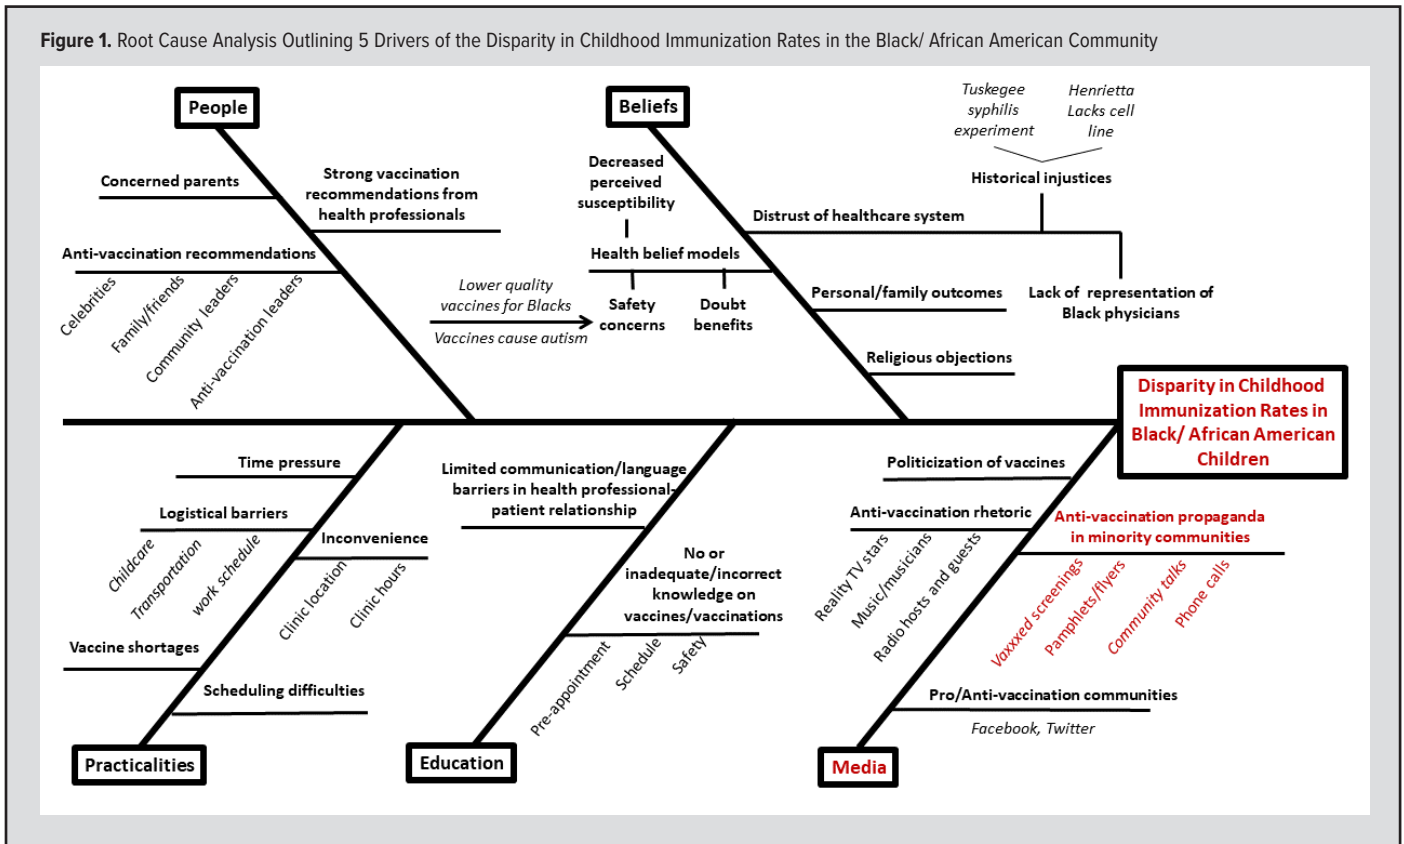 Figure 1. Root Cause Analysis Outlining 5 Drivers of the Disparity in Childhood Immunization Rates in the Black/ African American Community
People
Concerned parents
Strong vaccination
recommendations from
health professionals
Anti-vaccination recommendations
Celebrities
Family/friends
Community leaders
Anti-vaccination leaders
Beliefs
Decreased
perceived
susceptibility
Health belief models
Lower quality
vaccines for Blacks
Vaccines cause autism
Safety
concerns
Doubt
benefits
Tuskegee
syphilis
experiment
Henrietta
Lacks cell
line
Historical injustices
Distrust of healthcare system
Lack of representation of
Black physicians
Personal/family outcomes
Religious objections
Disparity in Childhood
Immunization Rates in
Black/ African American
Children
Time pressure
Logistical barriers
Childcare
Transportation
work schedule
Inconvenience
Clinic location
Clinic hours
Vaccine shortages
Scheduling difficulties
Practicalities
Limited communication/language
barriers in health professional-
patient relationship
No or
inadequate/incorrect
knowledge on
vaccines/vaccinations
Pre-appointment
Schedule
Safety
Education
Politicization of vaccines
Anti-vaccination rhetoric
Reality TV stars
Music/musicians
Radio hosts and guests
Anti-vaccination propaganda
in minority communities
Vaxxxed screenings
Pamphlets/flyers
Community talks
Phone calls
Pro/Anti-vaccination communities
Facebook, Twitter
Media